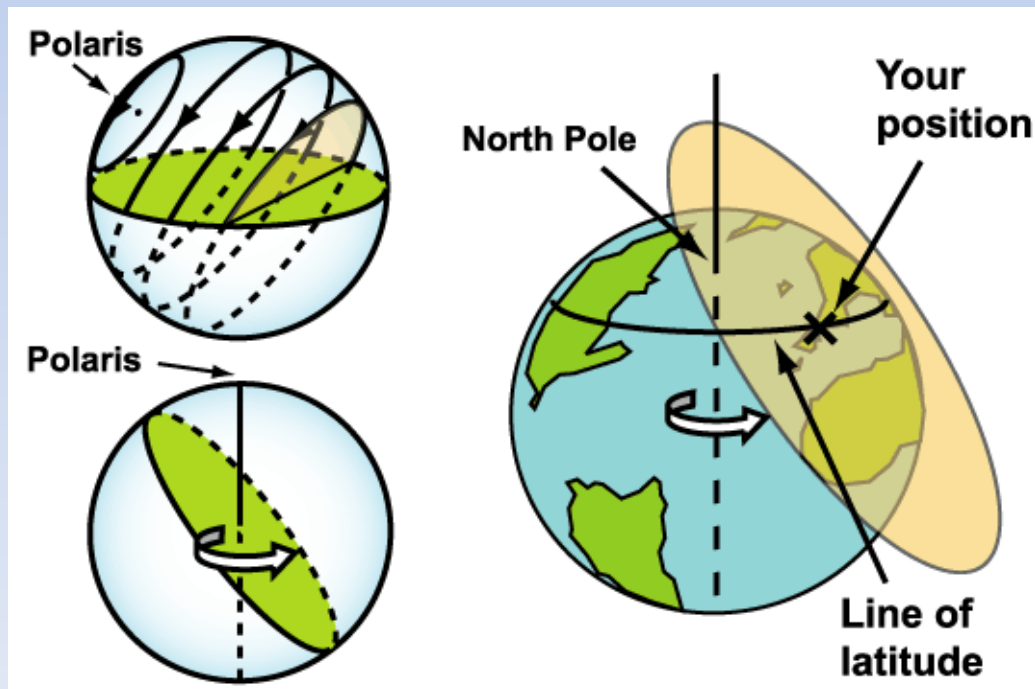 Polaris
Polaris
North Pole
Your
position
Line of
latitude